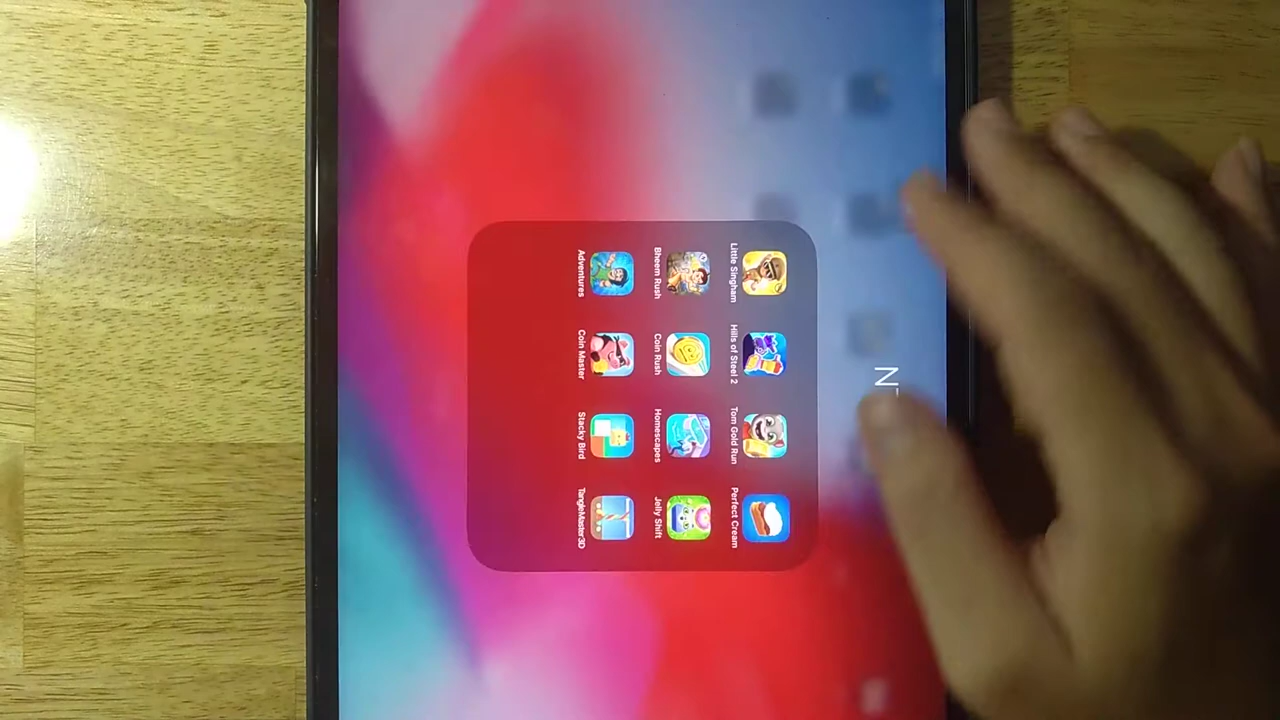 Little Singham Hills of Steel 2 Tom Gold Run Perfect Cream
Bheem Rush Coin Rush Homescapes Jelly Shift
Adventures Coin Master Stacky Bird TangleMaster3D